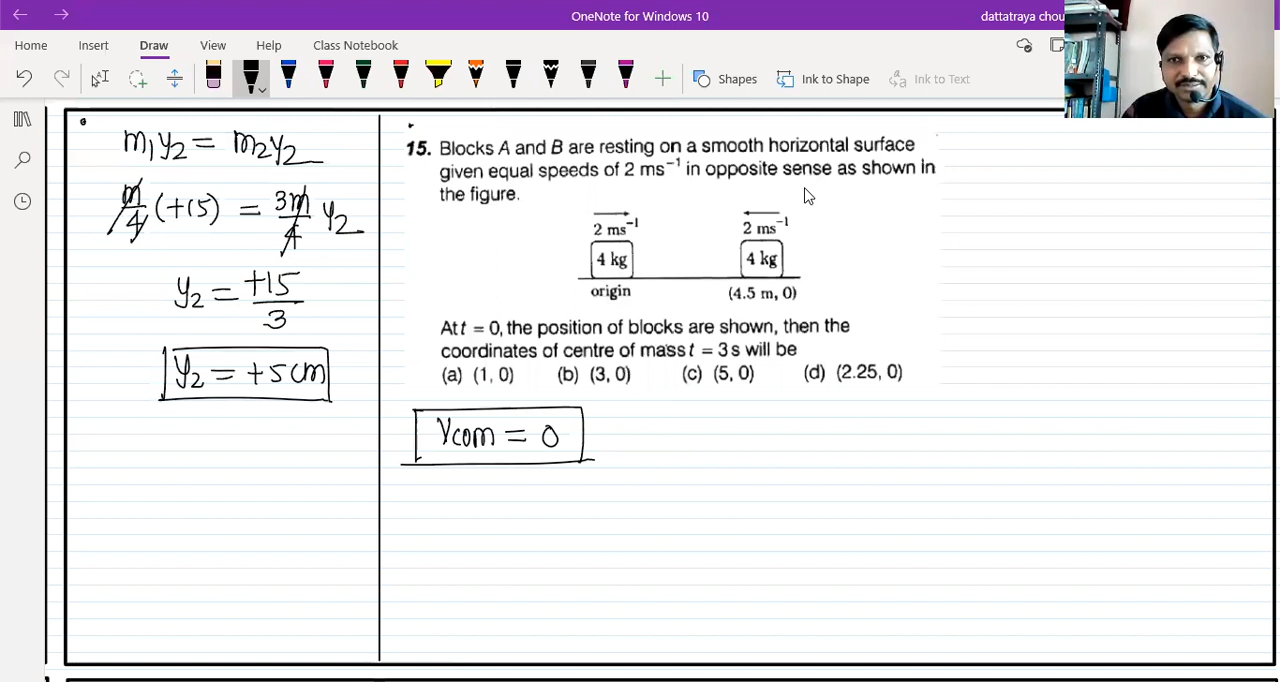 OneNote for Windows 10
dattatraya chou
Home Insert Draw View Help Class Notebook
Shapes Ink to Shape Ink to Text
m₁y₂ = m₂y₂
m/4 (+15) = 3m/4 y₂
y₂ = +15/3
y₂ = +5 cm
15. Blocks A and B are resting on a smooth horizontal surface
given equal speeds of 2 ms⁻¹ in opposite sense as shown in
the figure.
2 ms⁻¹ 2 ms⁻¹
4 kg 4 kg
origin (4.5 m, 0)
At t = 0, the position of blocks are shown, then the
coordinates of centre of mass t = 3 s will be
(a) (1, 0) (b) (3, 0) (c) (5, 0) (d) (2.25, 0)
Vcom = 0